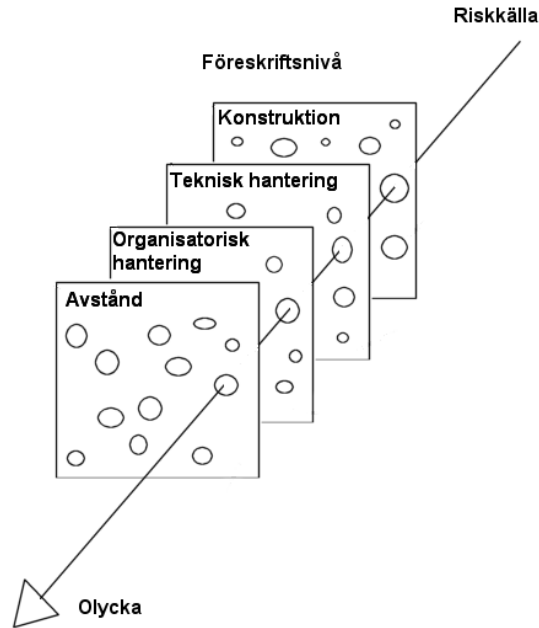 Riskkälla
Föreskriftsnivå
Konstruktion
Teknisk hantering
Organisatorisk
hantering
Avstånd
Olycka